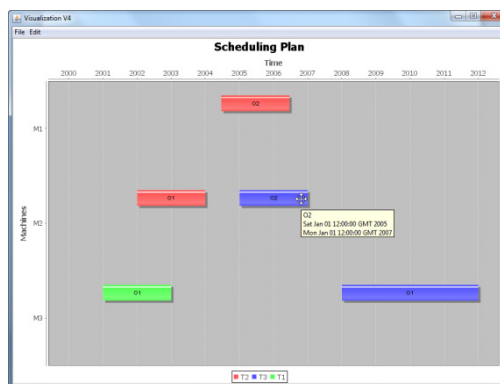 Visualization V4
File Edit
Scheduling Plan
Time
2000 2001 2002 2003 2004 2005 2006 2007 2008 2009 2010 2011 2012
Machines
M1
O2
M2
O1
O2
O2
Sat Jan 01 12:00:00 GMT 2005
Mon Jan 01 12:00:00 GMT 2007
M3
O1
O1
T2 T3 T1